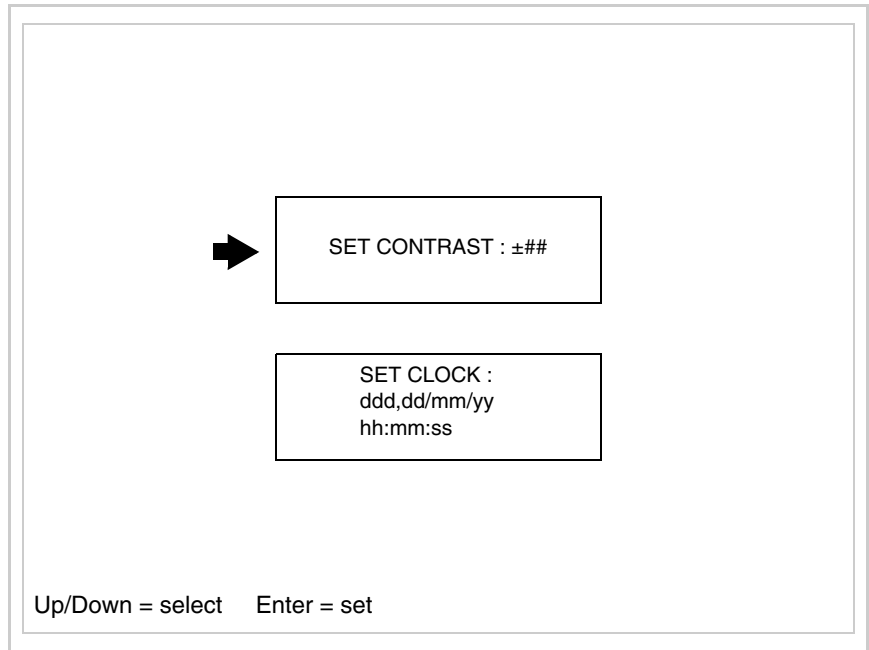 SET CONTRAST : ±##
SET CLOCK :
ddd,dd/mm/yy
hh:mm:ss
Up/Down = select Enter = set